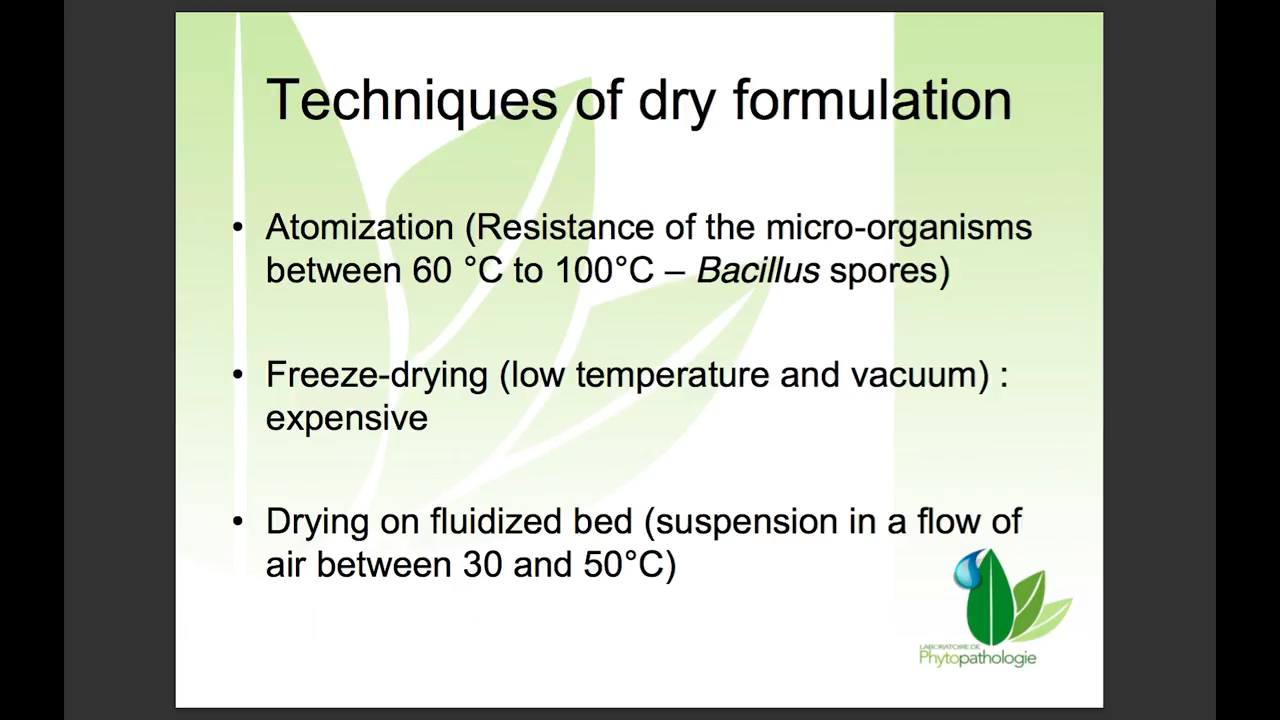 Techniques of dry formulation
• Atomization (Resistance of the micro-organisms
between 60 °C to 100°C – Bacillus spores)
• Freeze-drying (low temperature and vacuum) :
expensive
• Drying on fluidized bed (suspension in a flow of
air between 30 and 50°C)
LABORATOIRE DE
Phytopathologie